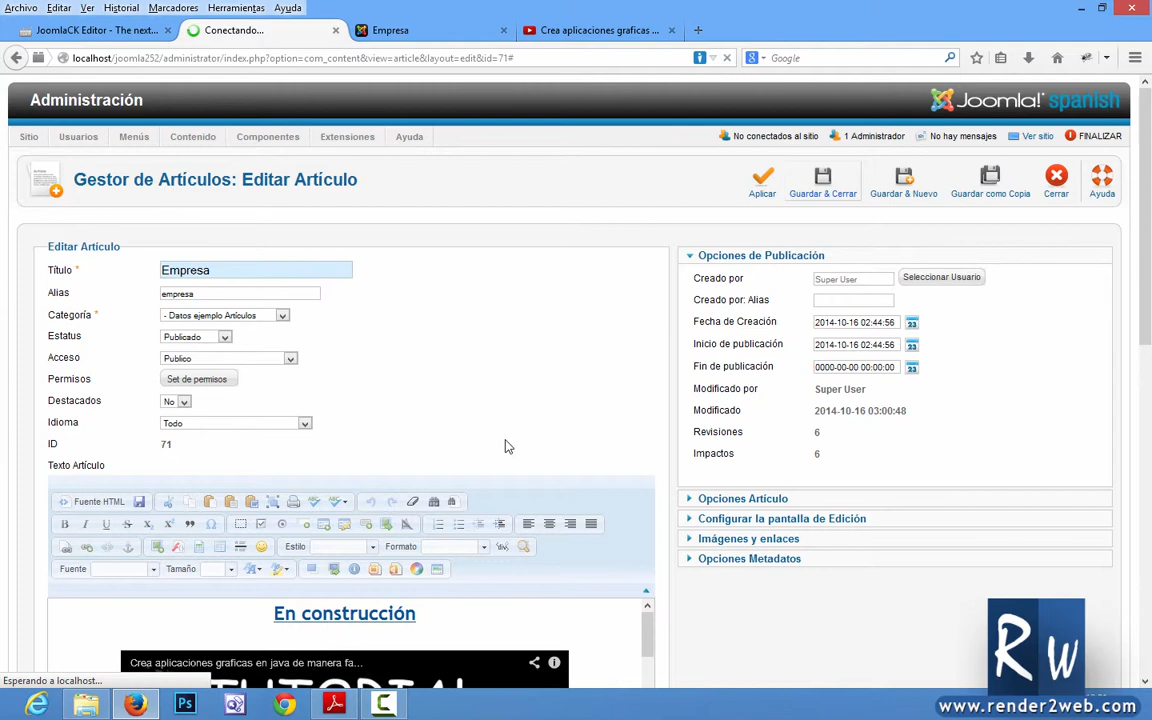 Archivo Editar Ver Historial Marcadores Herramientas Ayuda
JoomlaCK Editor - The next... × Conectando... × Empresa × Crea aplicaciones graficas ... × +
localhost/joomla252/administrator/index.php?option=com_content&view=article&layout=edit&id=71# Google
Administración Joomla! spanish
Sitio Usuarios Menús Contenido Componentes Extensiones Ayuda No conectados al sitio 1 Administrador No hay mensajes Ver sitio FINALIZAR
Gestor de Artículos: Editar Artículo Aplicar Guardar & Cerrar Guardar & Nuevo Guardar como Copia Cerrar Ayuda
Editar Artículo
Título * Empresa
Alias empresa
Categoría * - Datos ejemplo Artículos
Estatus Publicado
Acceso Publico
Permisos Set de permisos
Destacados No
Idioma Todo
ID 71
Texto Artículo
Fuente HTML
B I U S X₂ X² Ω
Estilo Formato
Fuente Tamaño
En construcción
Crea aplicaciones graficas en java de manera fa...
Opciones de Publicación
Creado por Super User Seleccionar Usuario
Creado por: Alias
Fecha de Creación 2014-10-16 02:44:56 23
Inicio de publicación 2014-10-16 02:44:56 23
Fin de publicación 0000-00-00 00:00:00 23
Modificado por Super User
Modificado 2014-10-16 03:00:48
Revisiones 6
Impactos 6
Opciones Artículo
Configurar la pantalla de Edición
Imágenes y enlaces
Opciones Metadatos
Esperando a localhost...
RW
www.render2web.com
Ps